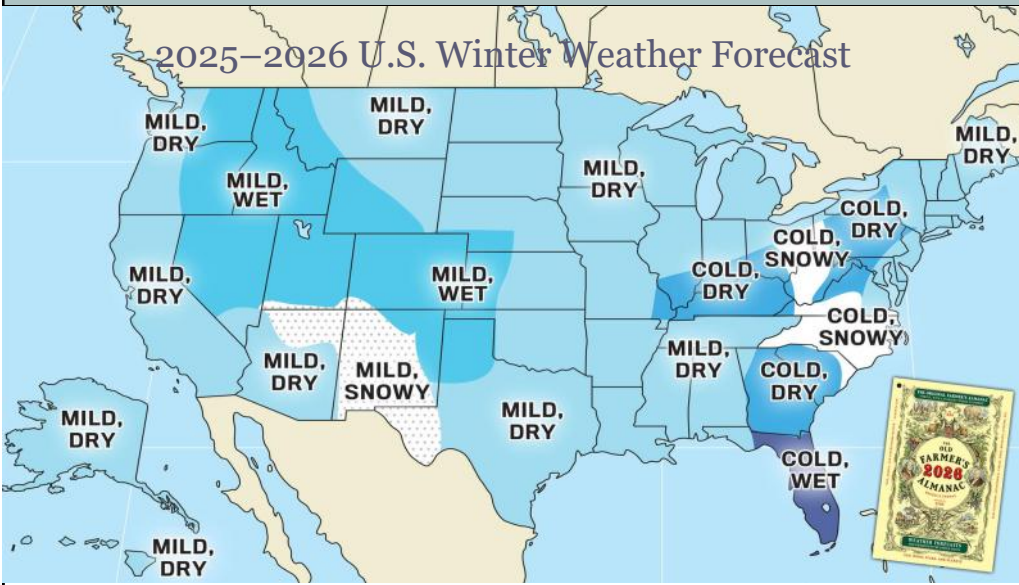 2025–2026 U.S. Winter Weather Forecast
MILD,
DRY
MILD,
DRY
MILD,
DRY
MILD,
DRY
MILD,
WET
COLD,
DRY
COLD,
SNOWY
MILD,
DRY
MILD,
WET
COLD,
DRY
COLD,
SNOWY
MILD,
DRY
MILD,
SNOWY
MILD,
DRY
COLD,
DRY
MILD,
DRY
MILD,
DRY
COLD,
WET
MILD,
DRY
THE
OLD
FARMER'S
2026
ALMANAC
WEATHER FORECASTS